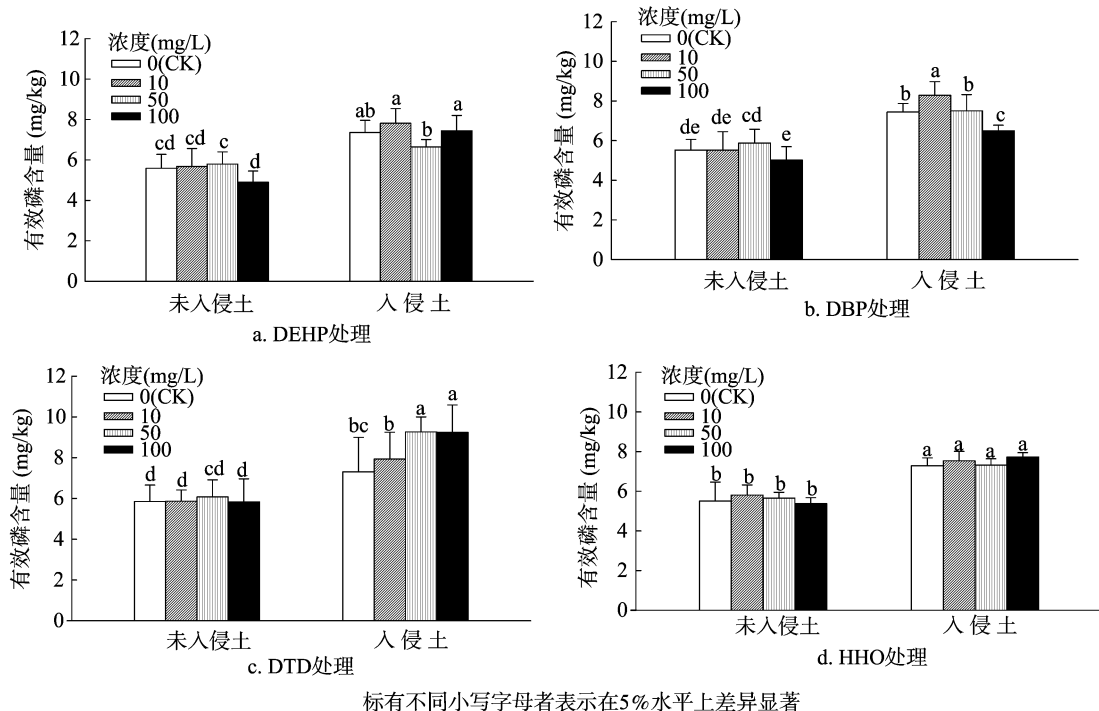 浓度(mg/L)
0(CK)
10
50
100
有效磷含量 (mg/kg)
12
10
8
6
4
2
0
cd cd c d
ab a b a
未入侵土 入 侵 土
a. DEHP处理
浓度(mg/L)
0(CK)
10
50
100
有效磷含量 (mg/kg)
12
10
8
6
4
2
0
de de cd e
b a b c
未入侵土 入 侵 土
b. DBP处理
浓度(mg/L)
0(CK)
10
50
100
有效磷含量 (mg/kg)
12
10
8
6
4
2
0
d d cd d
bc b a a
未入侵土 入 侵 土
c. DTD处理
浓度(mg/L)
0(CK)
10
50
100
有效磷含量 (mg/kg)
12
10
8
6
4
2
0
b b b b
a a a a
未入侵土 入 侵 土
d. HHO处理
标有不同小写字母者表示在5%水平上差异显著